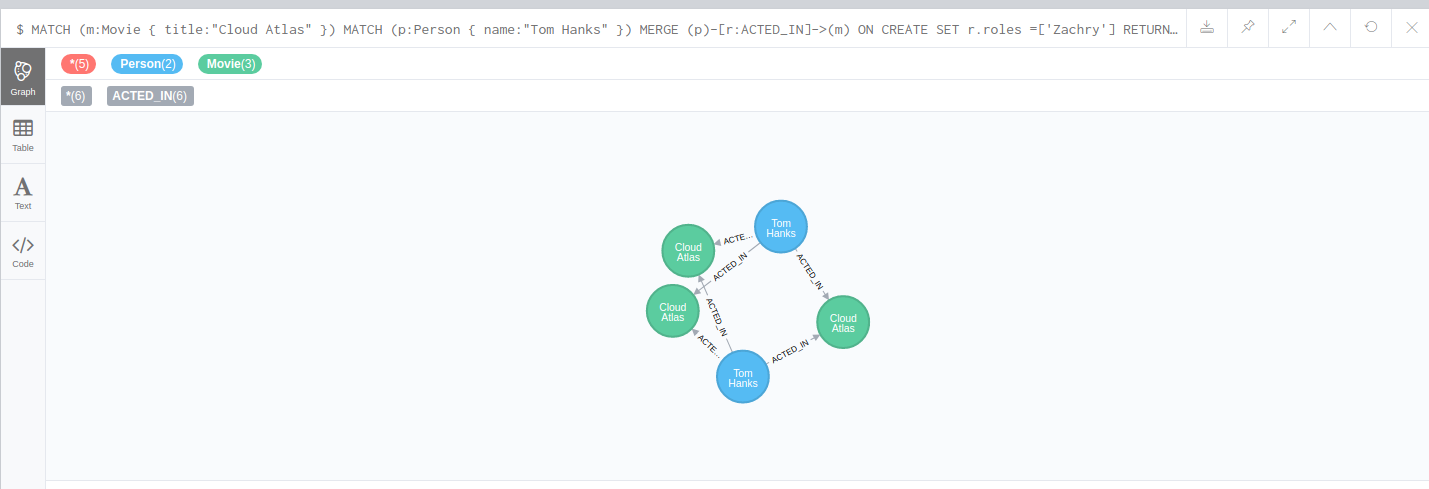 $ MATCH (m:Movie { title:"Cloud Atlas" }) MATCH (p:Person { name:"Tom Hanks" }) MERGE (p)-[r:ACTED_IN]->(m) ON CREATE SET r.roles =['Zachry'] RETURN…
*(5) Person(2) Movie(3)
*(6) ACTED_IN(6)
Graph
Table
Text
Code
Tom
Hanks
Cloud
Atlas
ACTE…
ACTED_IN
ACTED_IN
Cloud
Atlas
ACTED_IN
Cloud
Atlas
ACTE…
ACTED_IN
Tom
Hanks